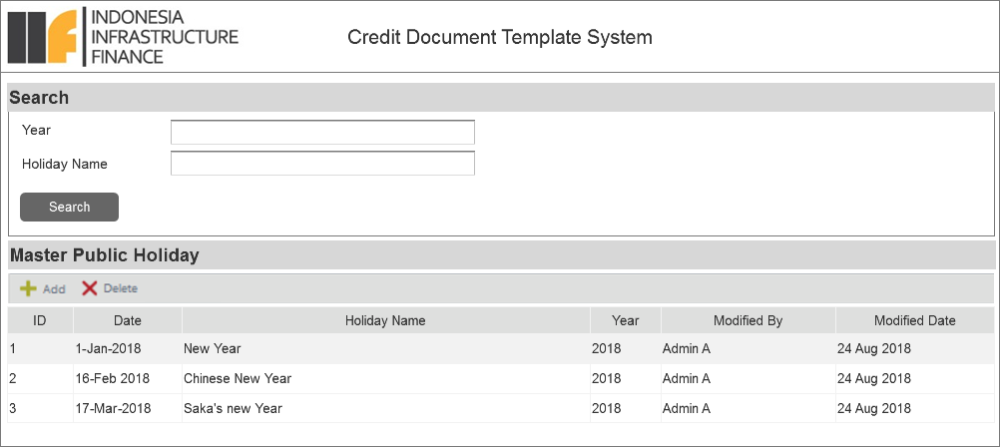 INDONESIA
INFRASTRUCTURE
FINANCE
Credit Document Template System
Search
Year
Holiday Name
Search
Master Public Holiday
Add Delete
ID Date Holiday Name Year Modified By Modified Date
1 1-Jan-2018 New Year 2018 Admin A 24 Aug 2018
2 16-Feb 2018 Chinese New Year 2018 Admin A 24 Aug 2018
3 17-Mar-2018 Saka's new Year 2018 Admin A 24 Aug 2018